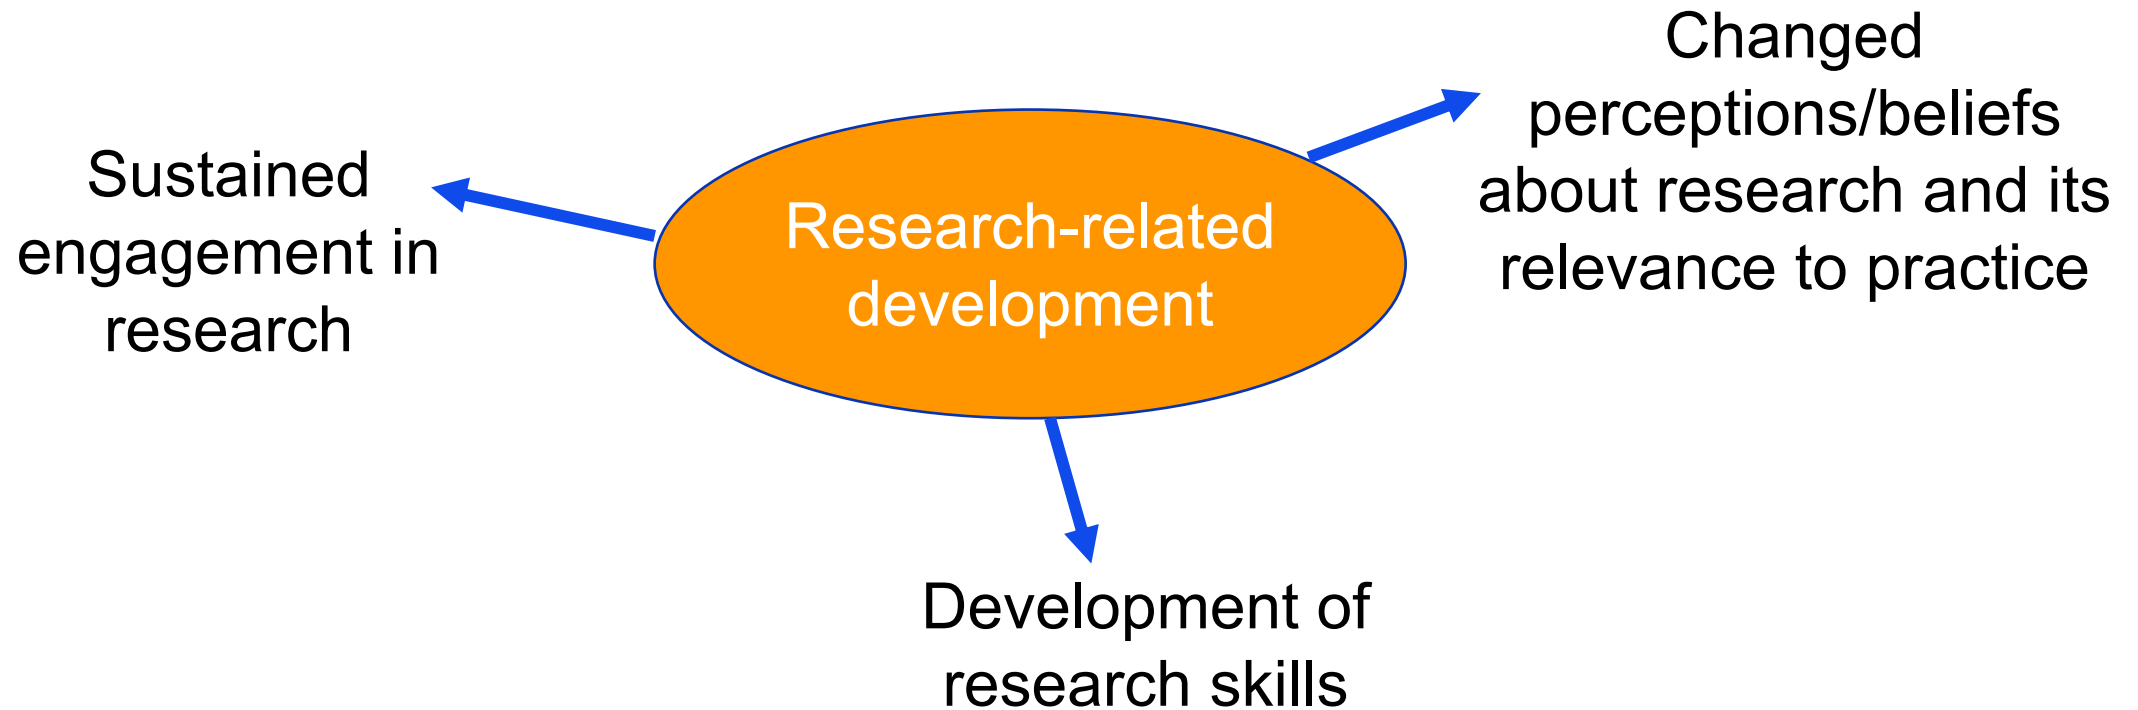 Changed
perceptions/beliefs
about research and its
relevance to practice
Sustained
engagement in
research
Research-related
development
Development of
research skills